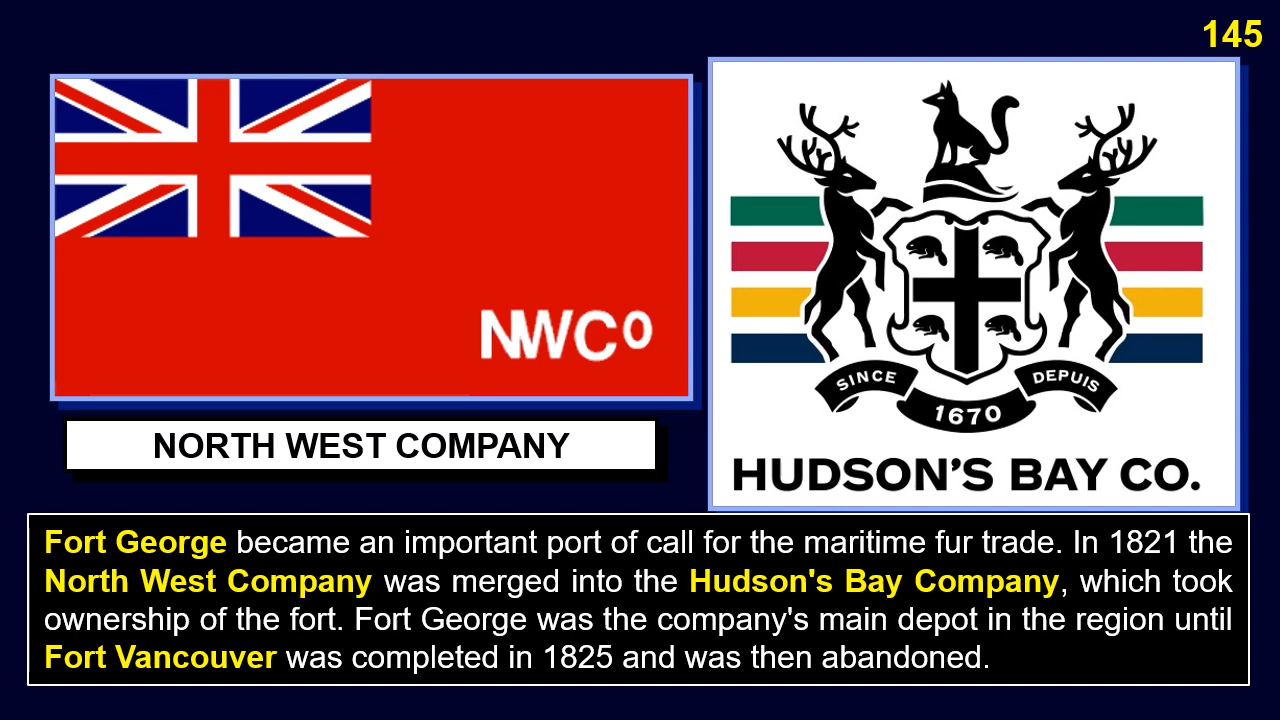 145
NWCo
NORTH WEST COMPANY
SINCE 1670 DEPUIS
HUDSON'S BAY CO.
Fort George became an important port of call for the maritime fur trade. In 1821 the
North West Company was merged into the Hudson's Bay Company, which took
ownership of the fort. Fort George was the company's main depot in the region until
Fort Vancouver was completed in 1825 and was then abandoned.